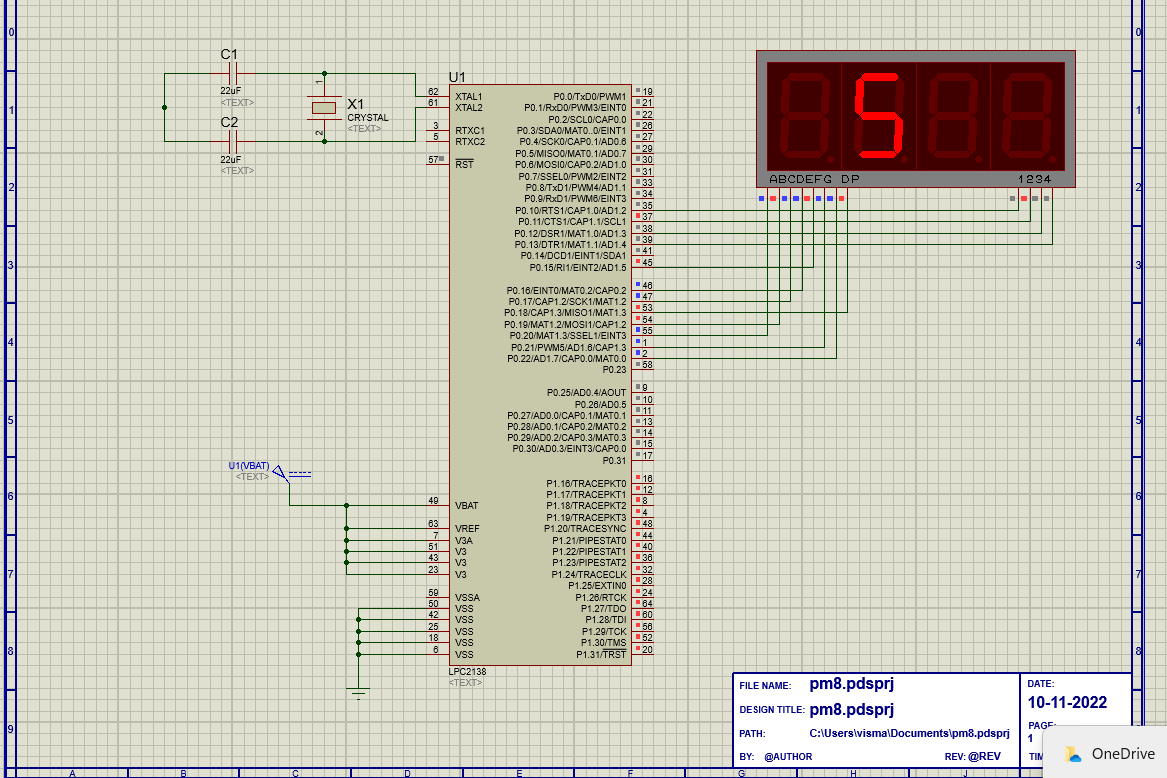 C1
22uF
<TEXT>
C2
22uF
<TEXT>
1
2
X1
CRYSTAL
<TEXT>
U1
62 XTAL1
61 XTAL2
3 RTXC1
5 RTXC2
57 RST
49 VBAT
63 VREF
7 V3A
51 V3
43 V3
23 V3
59 VSSA
50 VSS
42 VSS
25 VSS
18 VSS
6 VSS
P0.0/TxD0/PWM1 19
P0.1/RxD0/PWM3/EINT0 21
P0.2/SCL0/CAP0.0 22
P0.3/SDA0/MAT0..0/EINT1 26
P0.4/SCK0/CAP0.1/AD0.6 27
P0.5/MISO0/MAT0.1/AD0.7 29
P0.6/MOSI0/CAP0.2/AD1.0 30
P0.7/SSEL0/PWM2/EINT2 31
P0.8/TxD1/PWM4/AD1.1 33
P0.9/RxD1/PWM6/EINT3 34
P0.10/RTS1/CAP1.0/AD1.2 35
P0.11/CTS1/CAP1.1/SCL1 37
P0.12/DSR1/MAT1.0/AD1.3 38
P0.13/DTR1/MAT1.1/AD1.4 39
P0.14/DCD1/EINT1/SDA1 41
P0.15/RI1/EINT2/AD1.5 45
P0.16/EINT0/MAT0.2/CAP0.2 46
P0.17/CAP1.2/SCK1/MAT1.2 47
P0.18/CAP1.3/MISO1/MAT1.3 53
P0.19/MAT1.2/MOSI1/CAP1.2 54
P0.20/MAT1.3/SSEL1/EINT3 55
P0.21/PWM5/AD1.6/CAP1.3 1
P0.22/AD1.7/CAP0.0/MAT0.0 2
P0.23 58
P0.25/AD0.4/AOUT 9
P0.26/AD0.5 10
P0.27/AD0.0/CAP0.1/MAT0.1 11
P0.28/AD0.1/CAP0.2/MAT0.2 13
P0.29/AD0.2/CAP0.3/MAT0.3 14
P0.30/AD0.3/EINT3/CAP0.0 15
P0.31 17
P1.16/TRACEPKT0 16
P1.17/TRACEPKT1 12
P1.18/TRACEPKT2 8
P1.19/TRACEPKT3 4
P1.20/TRACESYNC 48
P1.21/PIPESTAT0 44
P1.22/PIPESTAT1 40
P1.23/PIPESTAT2 36
P1.24/TRACECLK 32
P1.25/EXTIN0 28
P1.26/RTCK 24
P1.27/TDO 64
P1.28/TDI 60
P1.29/TCK 56
P1.30/TMS 52
P1.31/TRST 20
LPC2138
<TEXT>
U1(VBAT)
<TEXT>
5
ABCDEFG DP
1234
FILE NAME: pm8.pdsprj
DESIGN TITLE: pm8.pdsprj
PATH: C:\Users\visma\Documents\pm8.pdsprj
BY: @AUTHOR REV: @REV
DATE:
10-11-2022
PAGE:
1
OneDrive
0
1
2
3
4
5
6
7
8
9
0
1
2
3
4
5
6
7
8
A B C D E F G H J